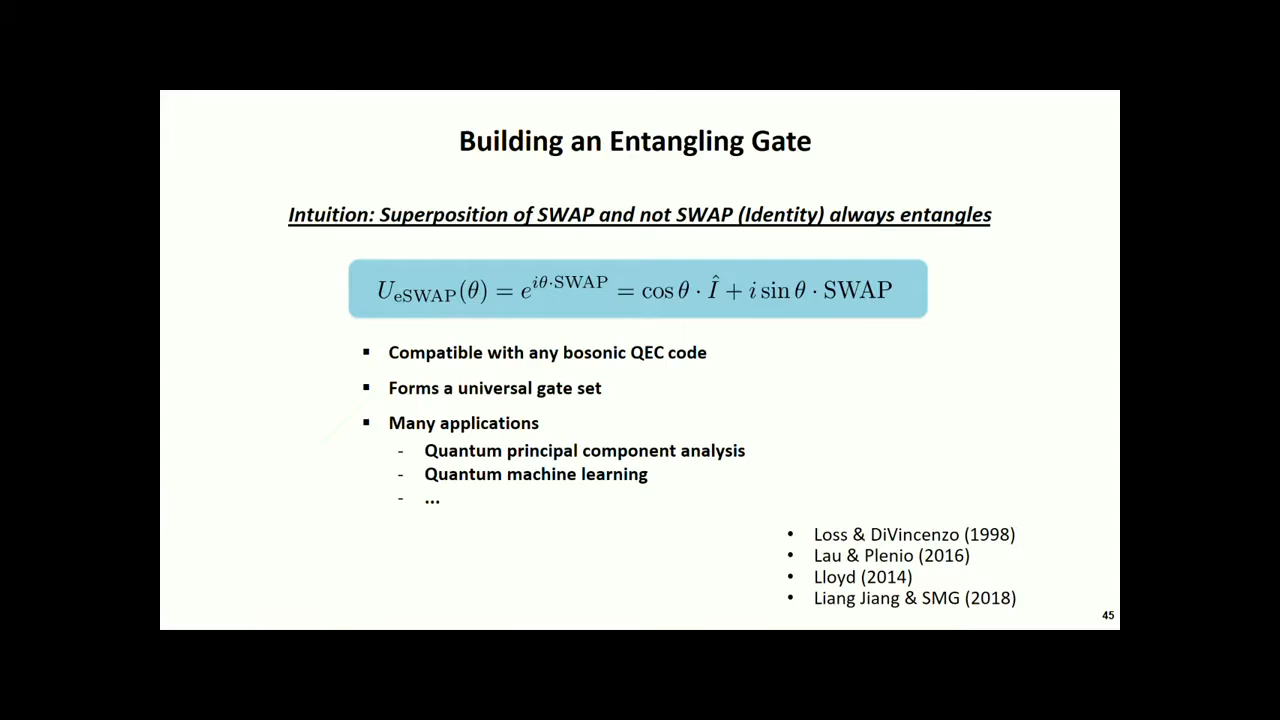 Building an Entangling Gate
Intuition: Superposition of SWAP and not SWAP (Identity) always entangles
U_eSWAP(θ) = e^{iθ·SWAP} = cos θ · Î + i sin θ · SWAP
▪ Compatible with any bosonic QEC code
▪ Forms a universal gate set
▪ Many applications
- Quantum principal component analysis
- Quantum machine learning
- ...
• Loss & DiVincenzo (1998)
• Lau & Plenio (2016)
• Lloyd (2014)
• Liang Jiang & SMG (2018)
45